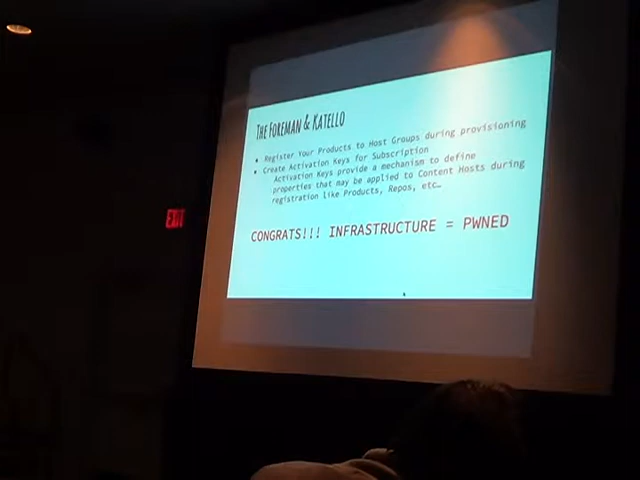 The Foreman & Katello
• Register Your Products to Host Groups during provisioning
• Create Activation Keys for Subscription
Activation Keys provide a mechanism to define
properties that may be applied to Content Hosts during
registration like Products, Repos, etc…
CONGRATS!!! INFRASTRUCTURE = PWNED
EXIT